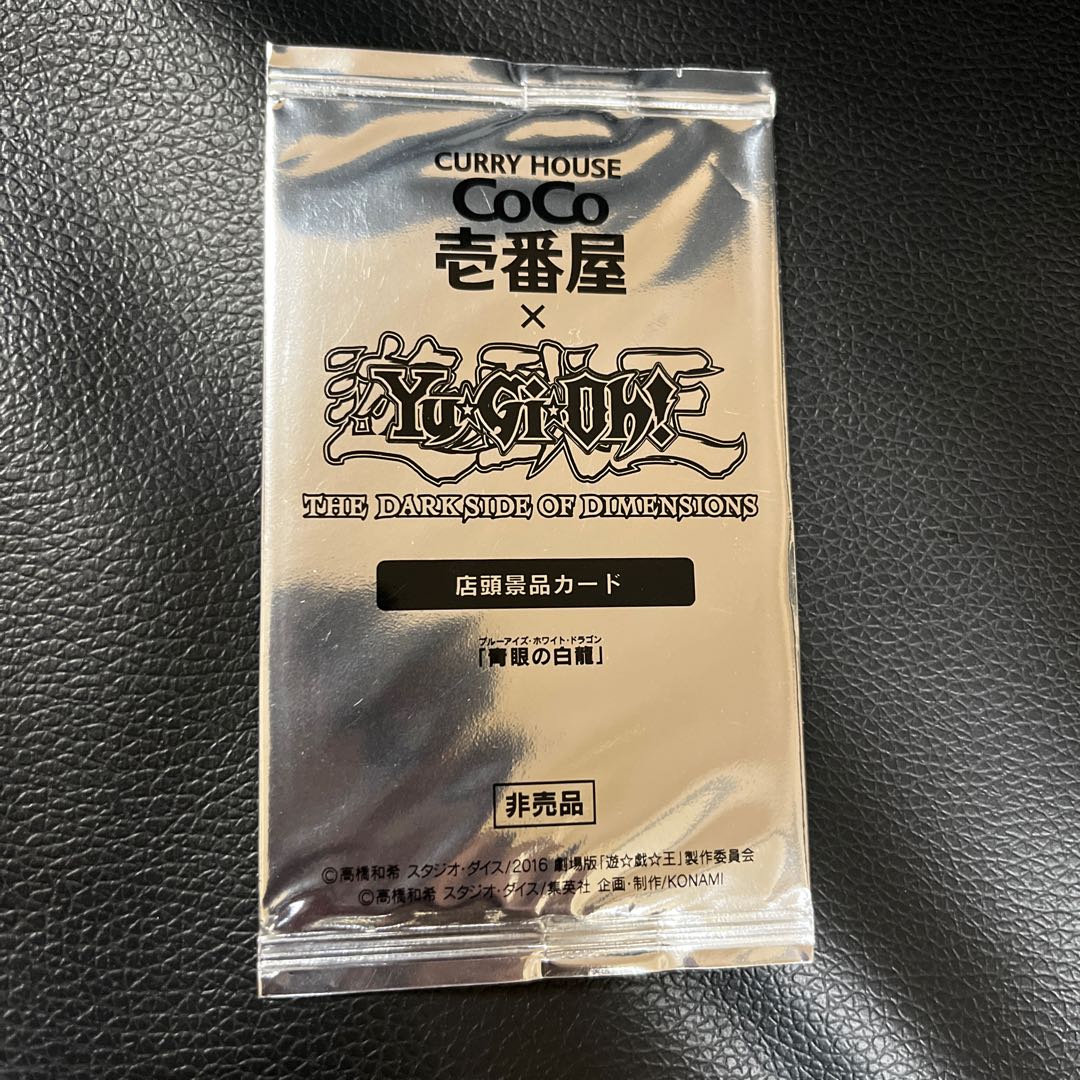 CURRY HOUSE
CoCo
壱番屋
×
遊戯王
Yu☆Gi☆Oh!
THE DARKSIDE OF DIMENSIONS
店頭景品カード
ブルーアイズ・ホワイト・ドラゴン
「青眼の白龍」
非売品
©高橋和希 スタジオ・ダイス/2016 劇場版「遊☆戯☆王」製作委員会
©高橋和希 スタジオ・ダイス/集英社 企画・制作/KONAMI